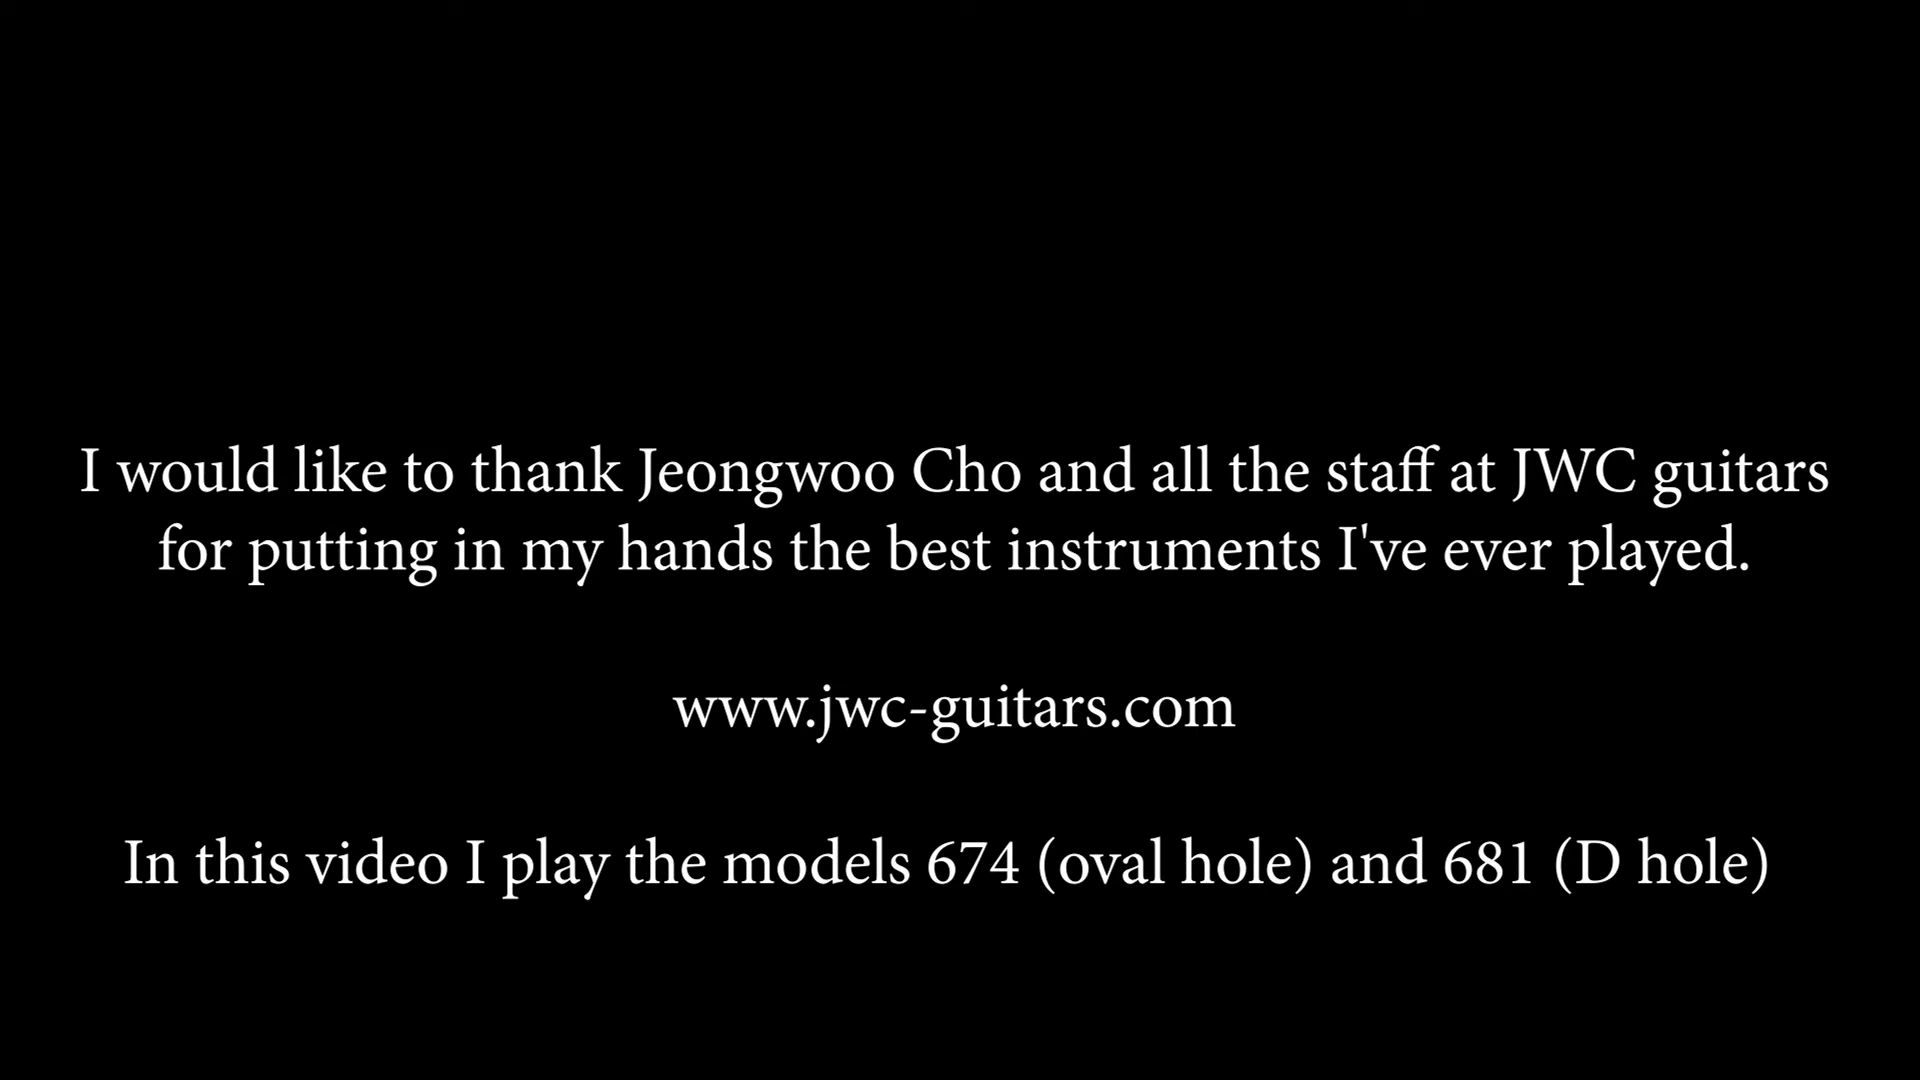 I would like to thank Jeongwoo Cho and all the staff at JWC guitars
for putting in my hands the best instruments I've ever played.
www.jwc-guitars.com
In this video I play the models 674 (oval hole) and 681 (D hole)